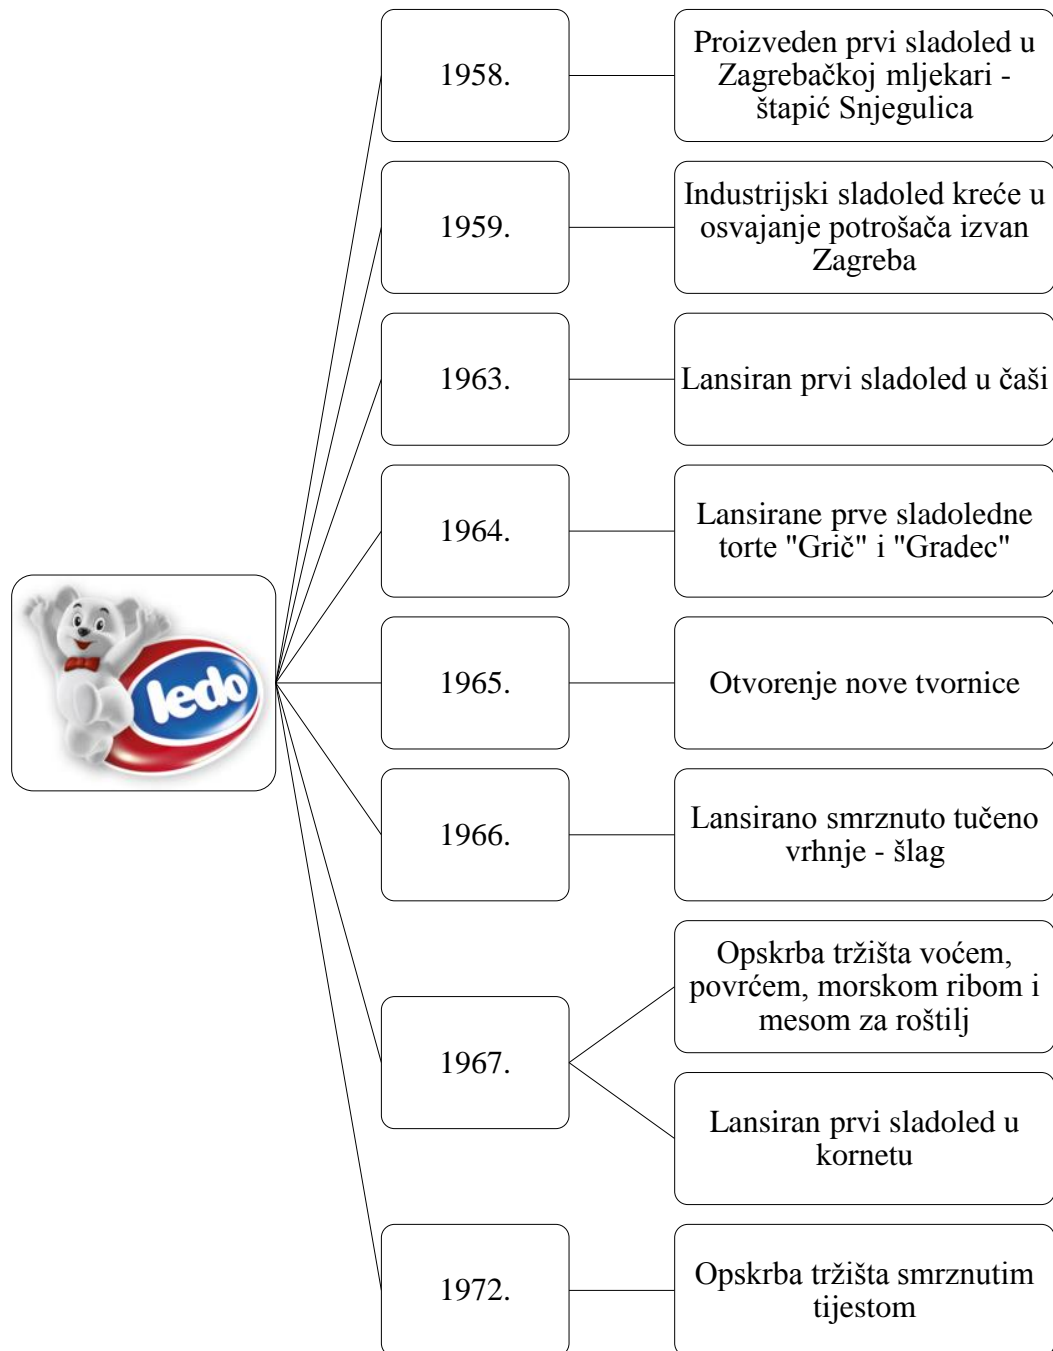 1958.
Proizveden prvi sladoled u
Zagrebačkoj mljekari -
štapić Snjegulica
1959.
Industrijski sladoled kreće u
osvajanje potrošača izvan
Zagreba
1963.
Lansiran prvi sladoled u čaši
1964.
Lansirane prve sladoledne
torte "Grič" i "Gradec"
ledo
1965.
Otvorenje nove tvornice
1966.
Lansirano smrznuto tučeno
vrhnje - šlag
1967.
Opskrba tržišta voćem,
povrćem, morskom ribom i
mesom za roštilj
Lansiran prvi sladoled u
kornetu
1972.
Opskrba tržišta smrznutim
tijestom